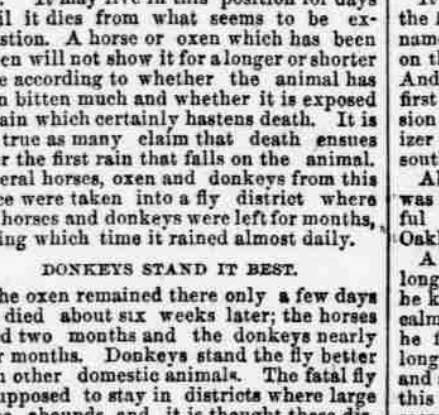 It may live in this position for days
il it dies from what seems to be ex-
stion. A horse or oxen which has been
en will not show it for a longer or shorter
e according to whether the animal has
n bitten much and whether it is exposed
ain which certainly hastens death. It is
true as many claim that death ensues
r the first rain that falls on the animal.
eral horses, oxen and donkeys from this
ce were taken into a fly district where
horses and donkeys were left for months,
ing which time it rained almost daily.
DONKEYS STAND IT BEST.
he oxen remained there only a few days
died about six weeks later; the horses
d two months and the donkeys nearly
r months. Donkeys stand the fly better
n other domestic animals. The fatal fly
upposed to stay in districts where large
abounds and it is thought these dis-
the
name
on th
And
first
sion
izer
sout
Al
was
ful
Oakl
A
long
he k
calm
he f
long
and
this